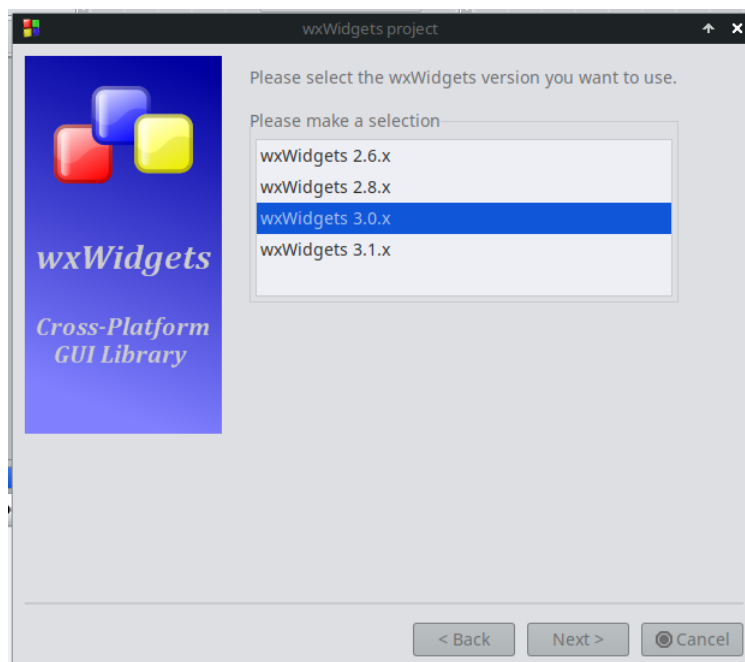 wxWidgets project
Please select the wxWidgets version you want to use.
Please make a selection
wxWidgets 2.6.x
wxWidgets 2.8.x
wxWidgets 3.0.x
wxWidgets 3.1.x
wxWidgets
Cross-Platform
GUI Library
< Back
Next >
Cancel